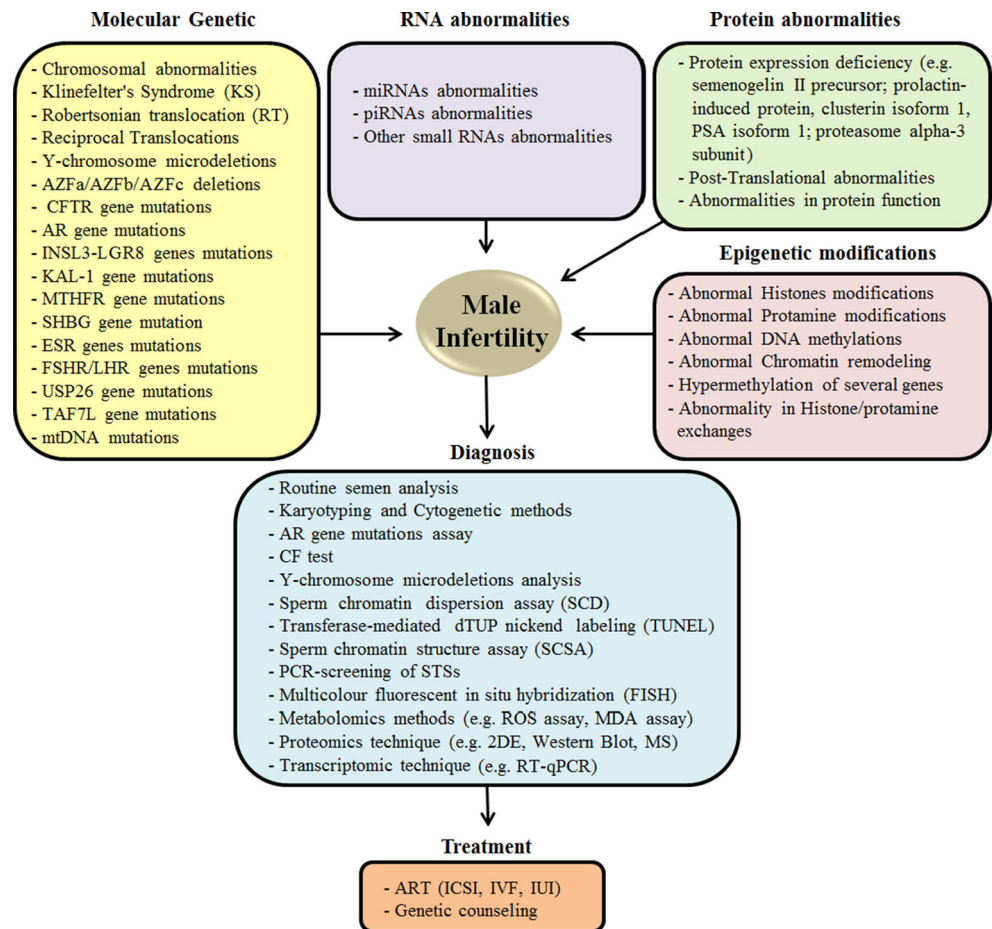 Molecular Genetic
- Chromosomal abnormalities
- Klinefelter's Syndrome (KS)
- Robertsonian translocation (RT)
- Reciprocal Translocations
- Y-chromosome microdeletions
- AZFa/AZFb/AZFc deletions
- CFTR gene mutations
- AR gene mutations
- INSL3-LGR8 genes mutations
- KAL-1 gene mutations
- MTHFR gene mutations
- SHBG gene mutation
- ESR genes mutations
- FSHR/LHR genes mutations
- USP26 gene mutations
- TAF7L gene mutations
- mtDNA mutations
RNA abnormalities
- miRNAs abnormalities
- piRNAs abnormalities
- Other small RNAs abnormalities
Protein abnormalities
- Protein expression deficiency (e.g.
semenogelin II precursor; prolactin-
induced protein, clusterin isoform 1,
PSA isoform 1; proteasome alpha-3
subunit)
- Post-Translational abnormalities
- Abnormalities in protein function
Epigenetic modifications
- Abnormal Histones modifications
- Abnormal Protamine modifications
- Abnormal DNA methylations
- Abnormal Chromatin remodeling
- Hypermethylation of several genes
- Abnormality in Histone/protamine
exchanges
Male
Infertility
Diagnosis
- Routine semen analysis
- Karyotyping and Cytogenetic methods
- AR gene mutations assay
- CF test
- Y-chromosome microdeletions analysis
- Sperm chromatin dispersion assay (SCD)
- Transferase-mediated dTUP nickend labeling (TUNEL)
- Sperm chromatin structure assay (SCSA)
- PCR-screening of STSs
- Multicolour fluorescent in situ hybridization (FISH)
- Metabolomics methods (e.g. ROS assay, MDA assay)
- Proteomics technique (e.g. 2DE, Western Blot, MS)
- Transcriptomic technique (e.g. RT-qPCR)
Treatment
- ART (ICSI, IVF, IUI)
- Genetic counseling